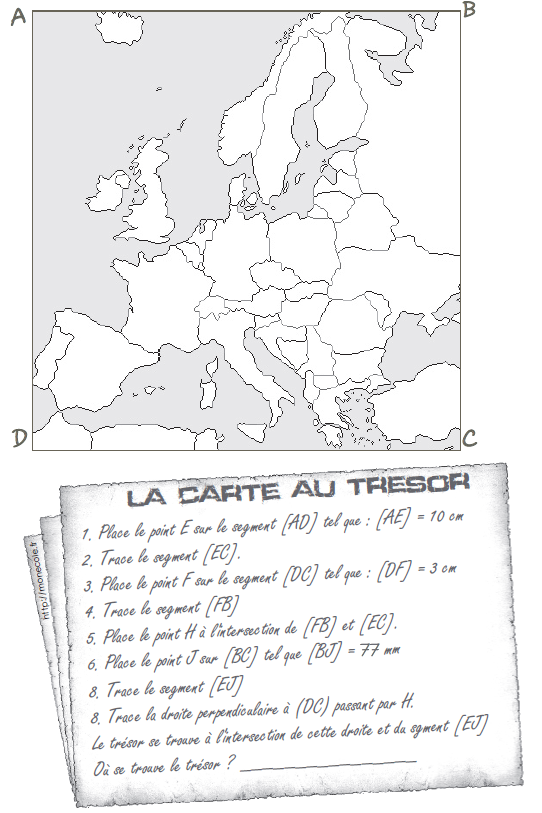 A
B
D
C
LA CARTE AU TRESOR
1. Place le point E sur le segment [AD] tel que : [AE] = 10 cm
2. Trace le segment [EC].
3. Place le point F sur le segment [DC] tel que : [DF] = 3 cm
4. Trace le segment [FB]
5. Place le point H à l'intersection de [FB] et [EC].
6. Place le point J sur [BC] tel que [BJ] = 77 mm
8. Trace le segment [EJ]
8. Trace la droite perpendiculaire à (DC) passant par H.
Le trésor se trouve à l'intersection de cette droite et du sgment [EJ]
Où se trouve le trésor ? ______________________
http://monecole.fr